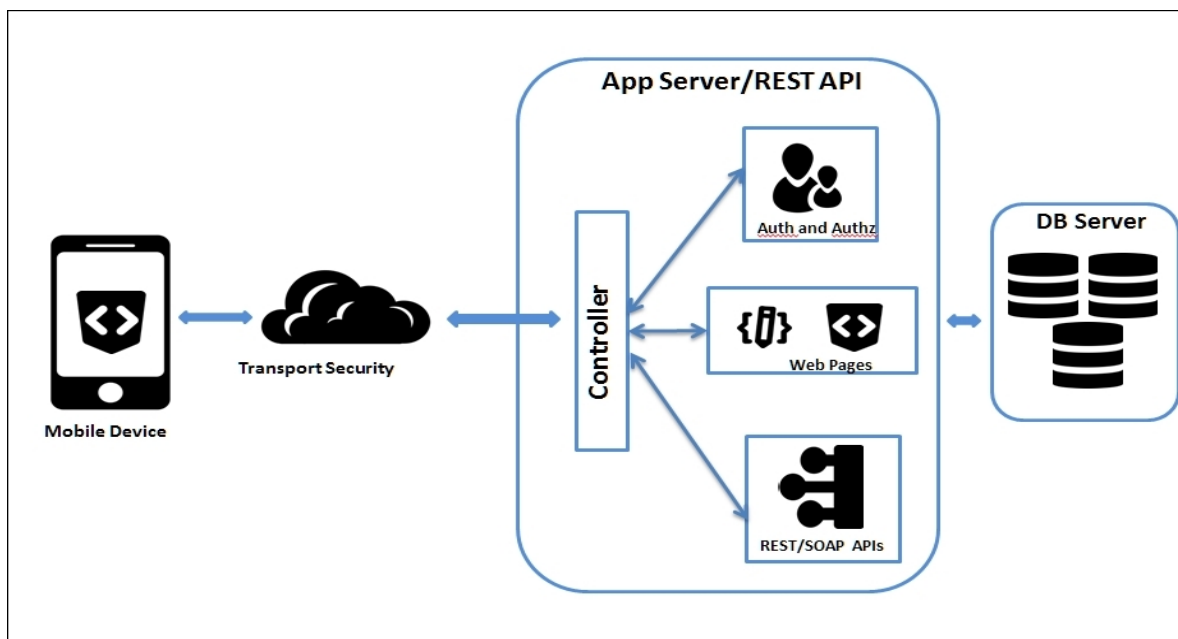 App Server/REST API
Auth and Authz
DB Server
Controller
Web Pages
Transport Security
Mobile Device
REST/SOAP APIs